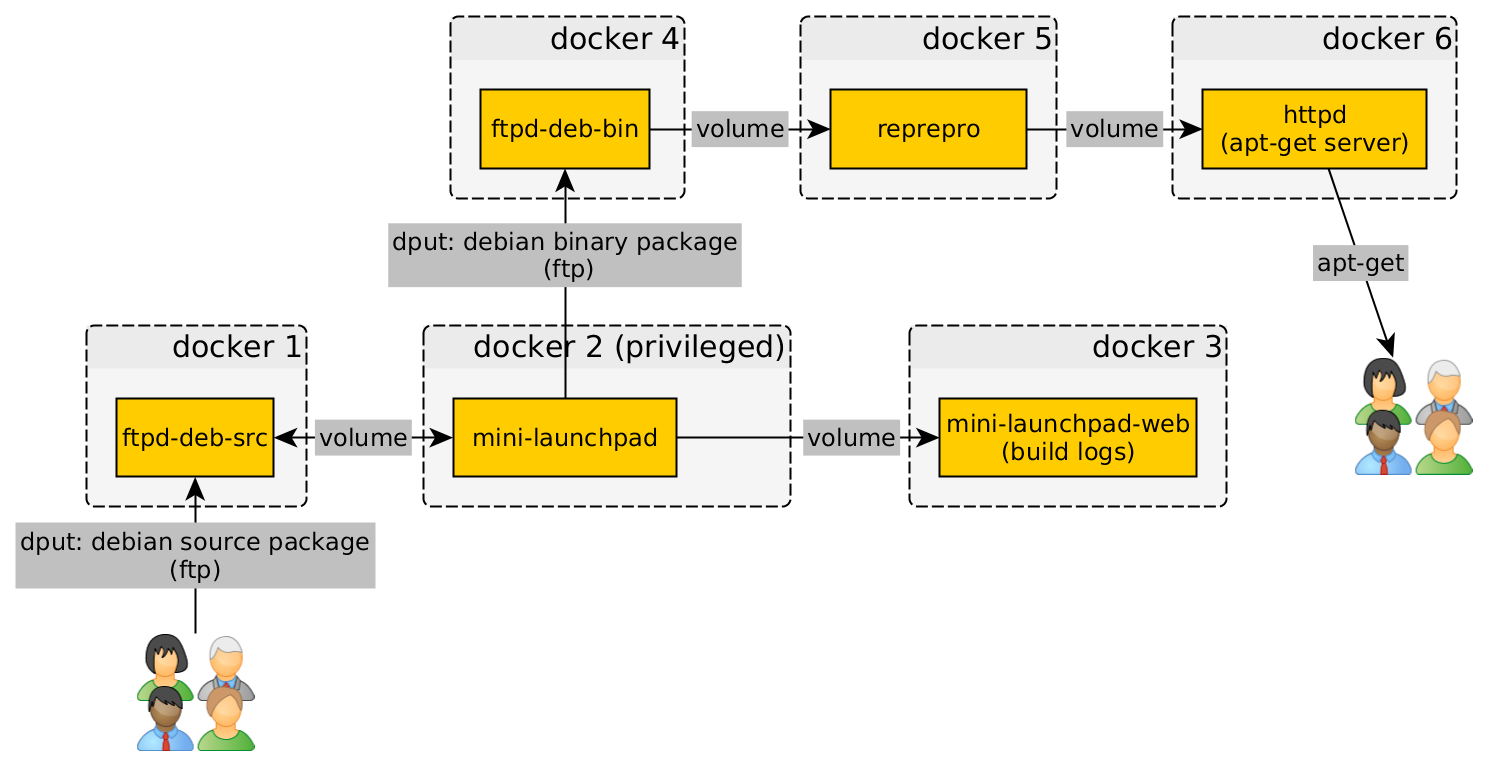 docker 4
docker 5
docker 6
ftpd-deb-bin
volume
reprepro
volume
httpd
(apt-get server)
dput: debian binary package
(ftp)
apt-get
docker 1
docker 2 (privileged)
docker 3
ftpd-deb-src
volume
mini-launchpad
volume
mini-launchpad-web
(build logs)
dput: debian source package
(ftp)